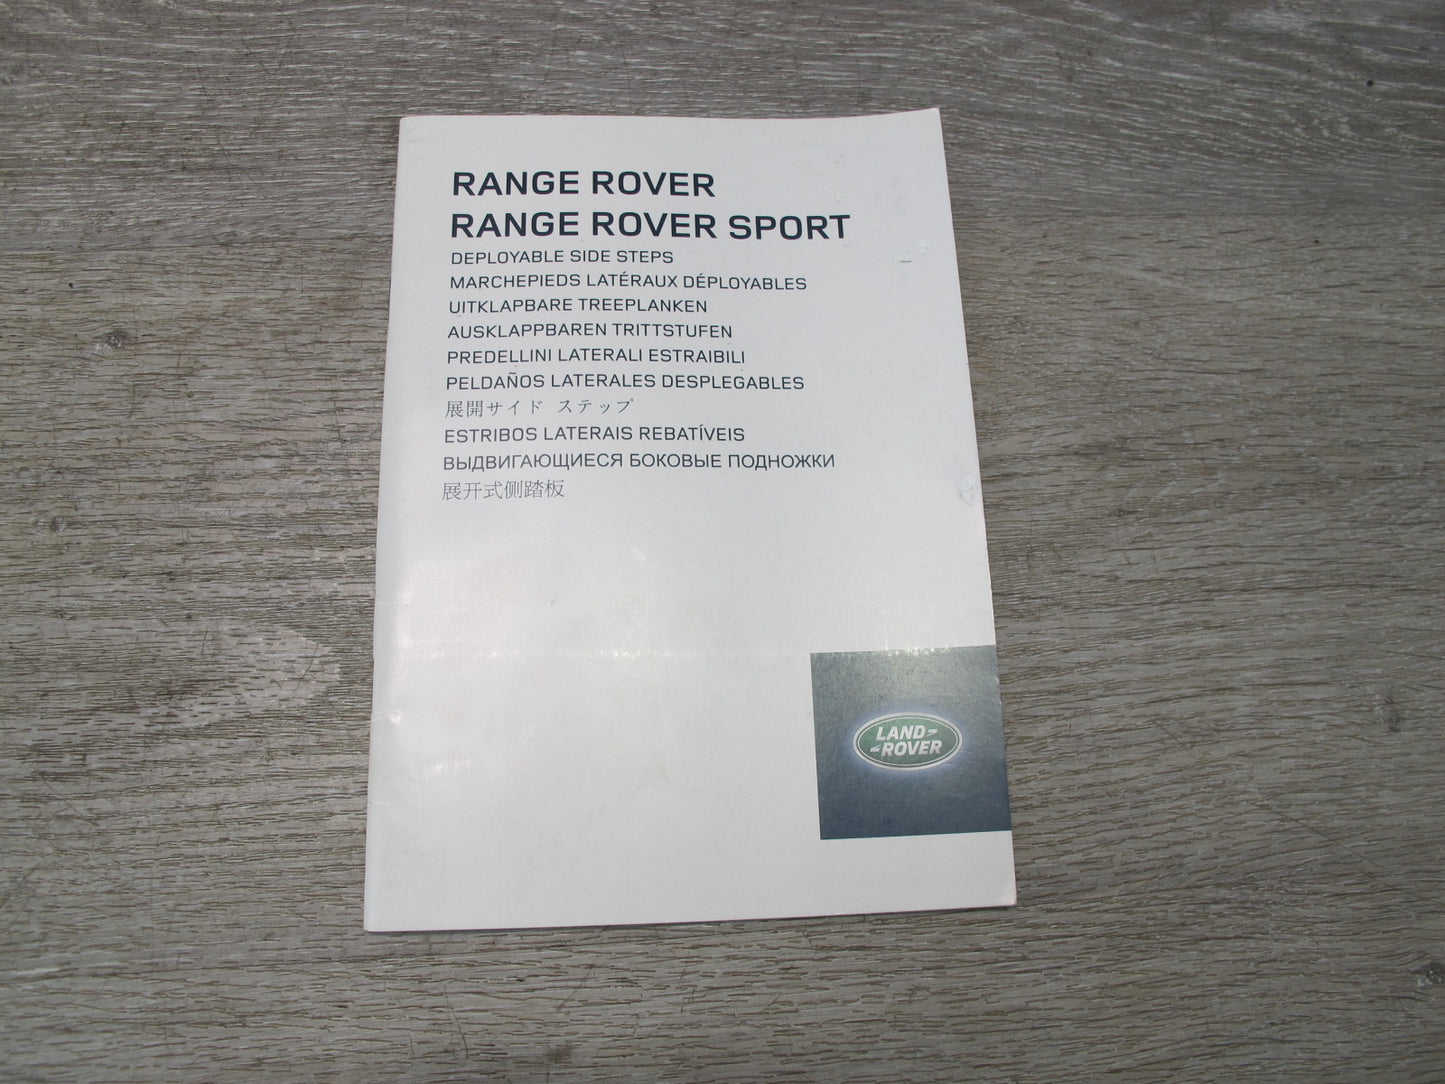 RANGE ROVER
RANGE ROVER SPORT
DEPLOYABLE SIDE STEPS
MARCHEPIEDS LATÉRAUX DÉPLOYABLES
UITKLAPBARE TREEPLANKEN
AUSKLAPPBAREN TRITTSTUFEN
PREDELLINI LATERALI ESTRAIBILI
PELDAÑOS LATERALES DESPLEGABLES
展開サイド ステップ
ESTRIBOS LATERAIS REBATÍVEIS
ВЫДВИГАЮЩИЕСЯ БОКОВЫЕ ПОДНОЖКИ
展开式侧踏板
LAND
ROVER